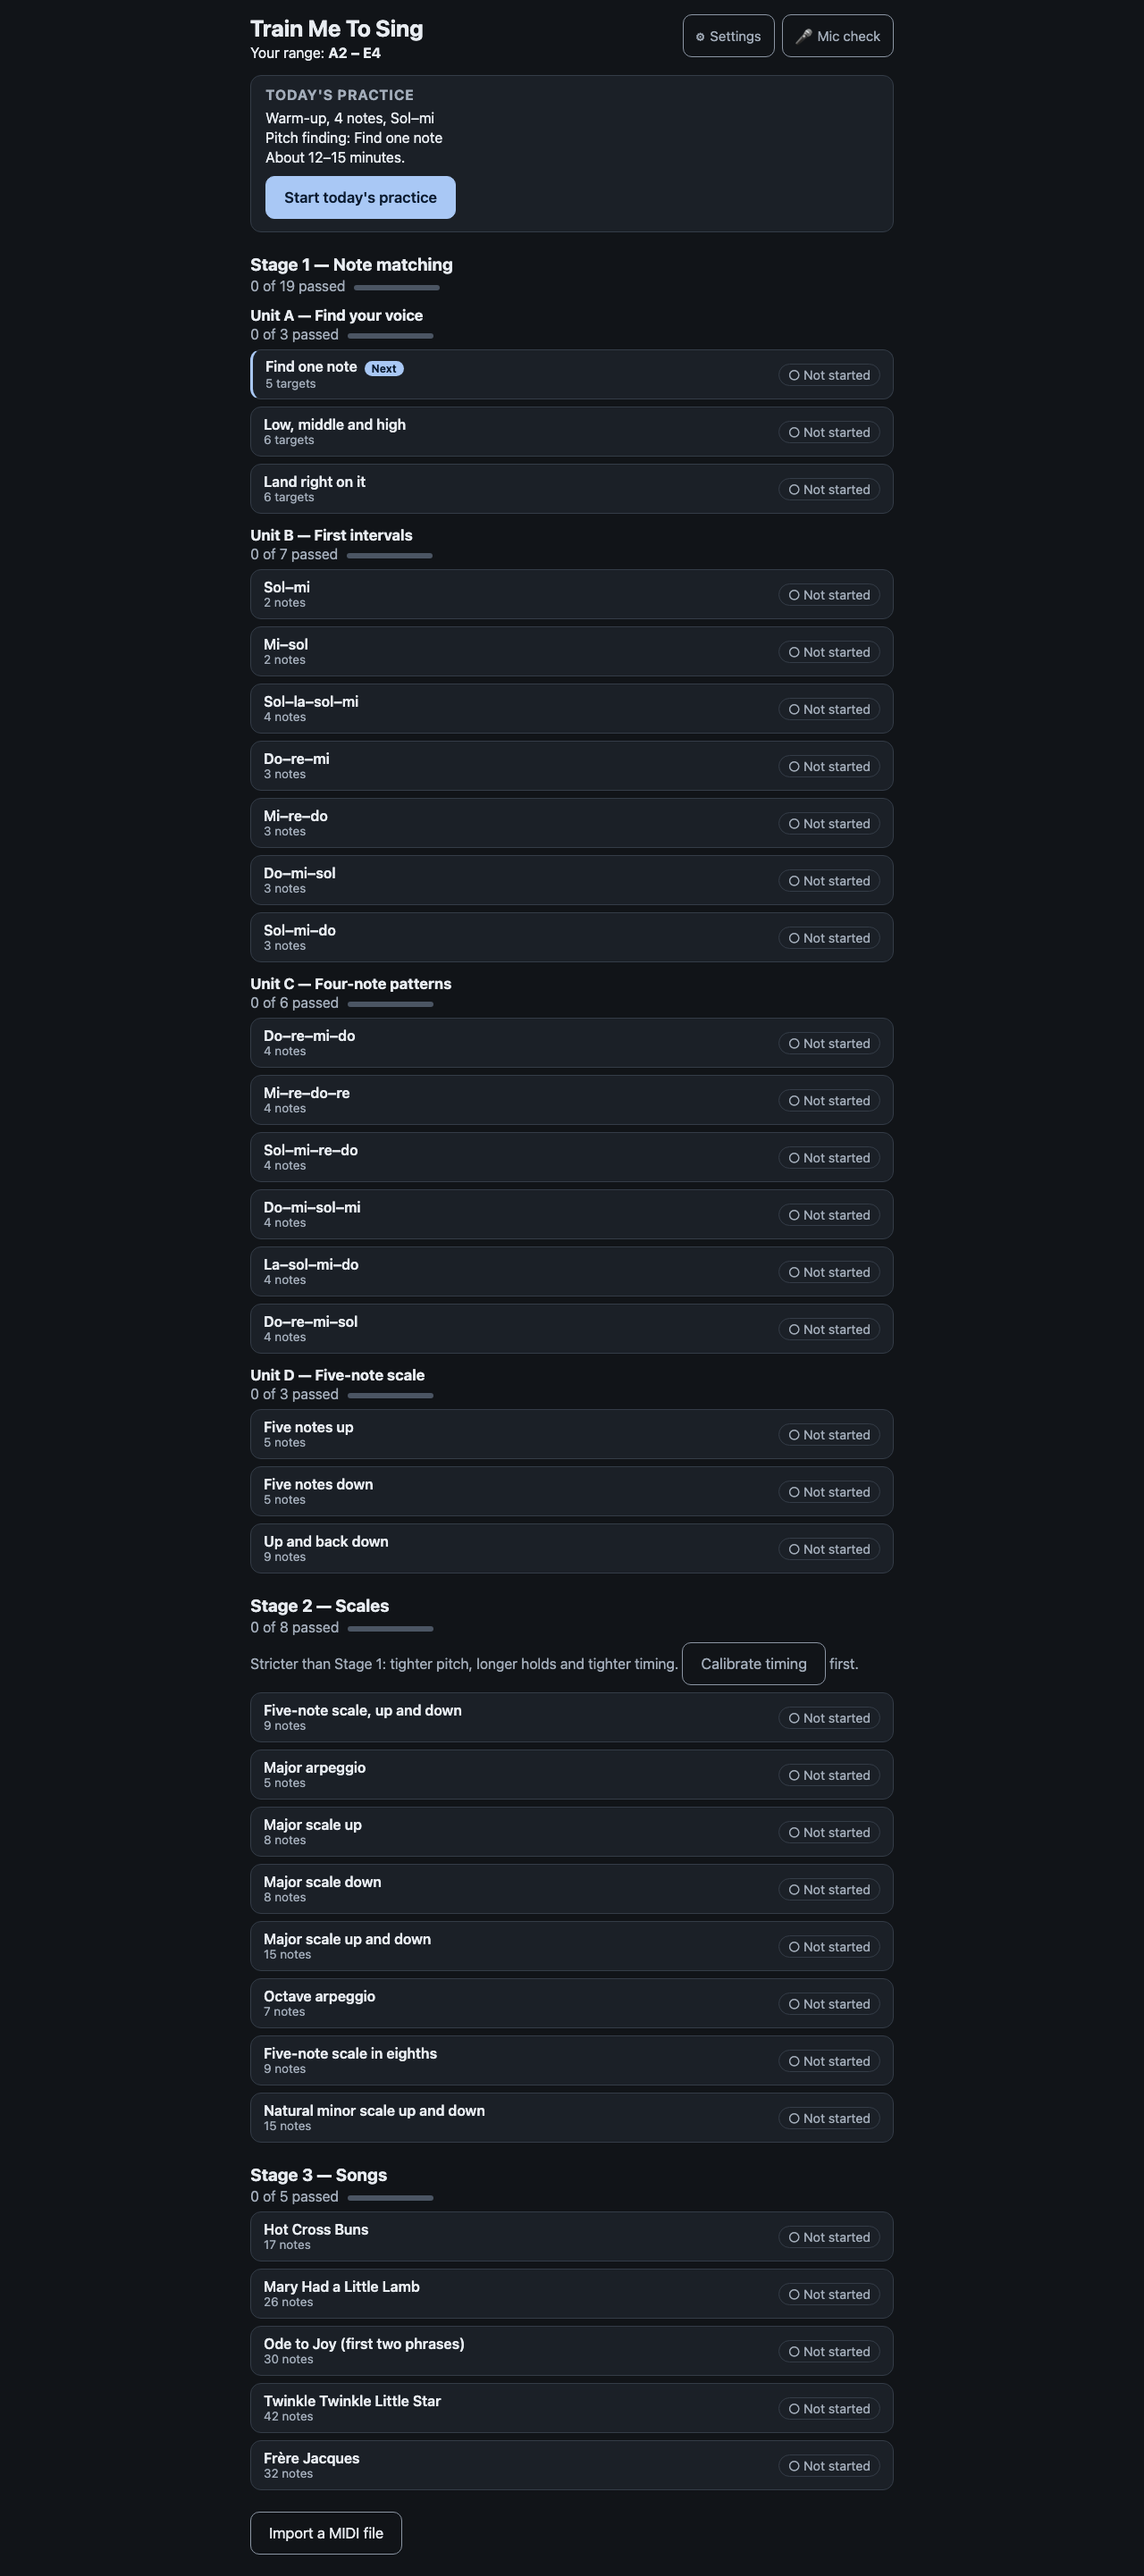 Train Me To Sing
Your range: A2 – E4
⚙ Settings
🎤 Mic check
TODAY'S PRACTICE
Warm-up, 4 notes, Sol–mi
Pitch finding: Find one note
About 12–15 minutes.
Start today's practice
Stage 1 — Note matching
0 of 19 passed
Unit A — Find your voice
0 of 3 passed
Find one note Next
5 targets
Not started
Low, middle and high
6 targets
Not started
Land right on it
6 targets
Not started
Unit B — First intervals
0 of 7 passed
Sol–mi
2 notes
Not started
Mi–sol
2 notes
Not started
Sol–la–sol–mi
4 notes
Not started
Do–re–mi
3 notes
Not started
Mi–re–do
3 notes
Not started
Do–mi–sol
3 notes
Not started
Sol–mi–do
3 notes
Not started
Unit C — Four-note patterns
0 of 6 passed
Do–re–mi–do
4 notes
Not started
Mi–re–do–re
4 notes
Not started
Sol–mi–re–do
4 notes
Not started
Do–mi–sol–mi
4 notes
Not started
La–sol–mi–do
4 notes
Not started
Do–re–mi–sol
4 notes
Not started
Unit D — Five-note scale
0 of 3 passed
Five notes up
5 notes
Not started
Five notes down
5 notes
Not started
Up and back down
9 notes
Not started
Stage 2 — Scales
0 of 8 passed
Stricter than Stage 1: tighter pitch, longer holds and tighter timing. Calibrate timing first.
Five-note scale, up and down
9 notes
Not started
Major arpeggio
5 notes
Not started
Major scale up
8 notes
Not started
Major scale down
8 notes
Not started
Major scale up and down
15 notes
Not started
Octave arpeggio
7 notes
Not started
Five-note scale in eighths
9 notes
Not started
Natural minor scale up and down
15 notes
Not started
Stage 3 — Songs
0 of 5 passed
Hot Cross Buns
17 notes
Not started
Mary Had a Little Lamb
26 notes
Not started
Ode to Joy (first two phrases)
30 notes
Not started
Twinkle Twinkle Little Star
42 notes
Not started
Frère Jacques
32 notes
Not started
Import a MIDI file